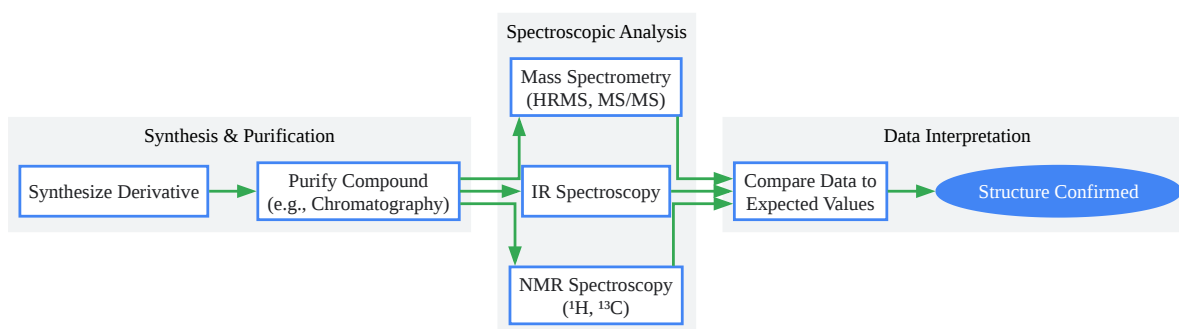 Synthesis & Purification
Synthesize Derivative
Purify Compound
(e.g., Chromatography)
Spectroscopic Analysis
Mass Spectrometry
(HRMS, MS/MS)
IR Spectroscopy
NMR Spectroscopy
(¹H, ¹³C)
Data Interpretation
Compare Data to
Expected Values
Structure Confirmed